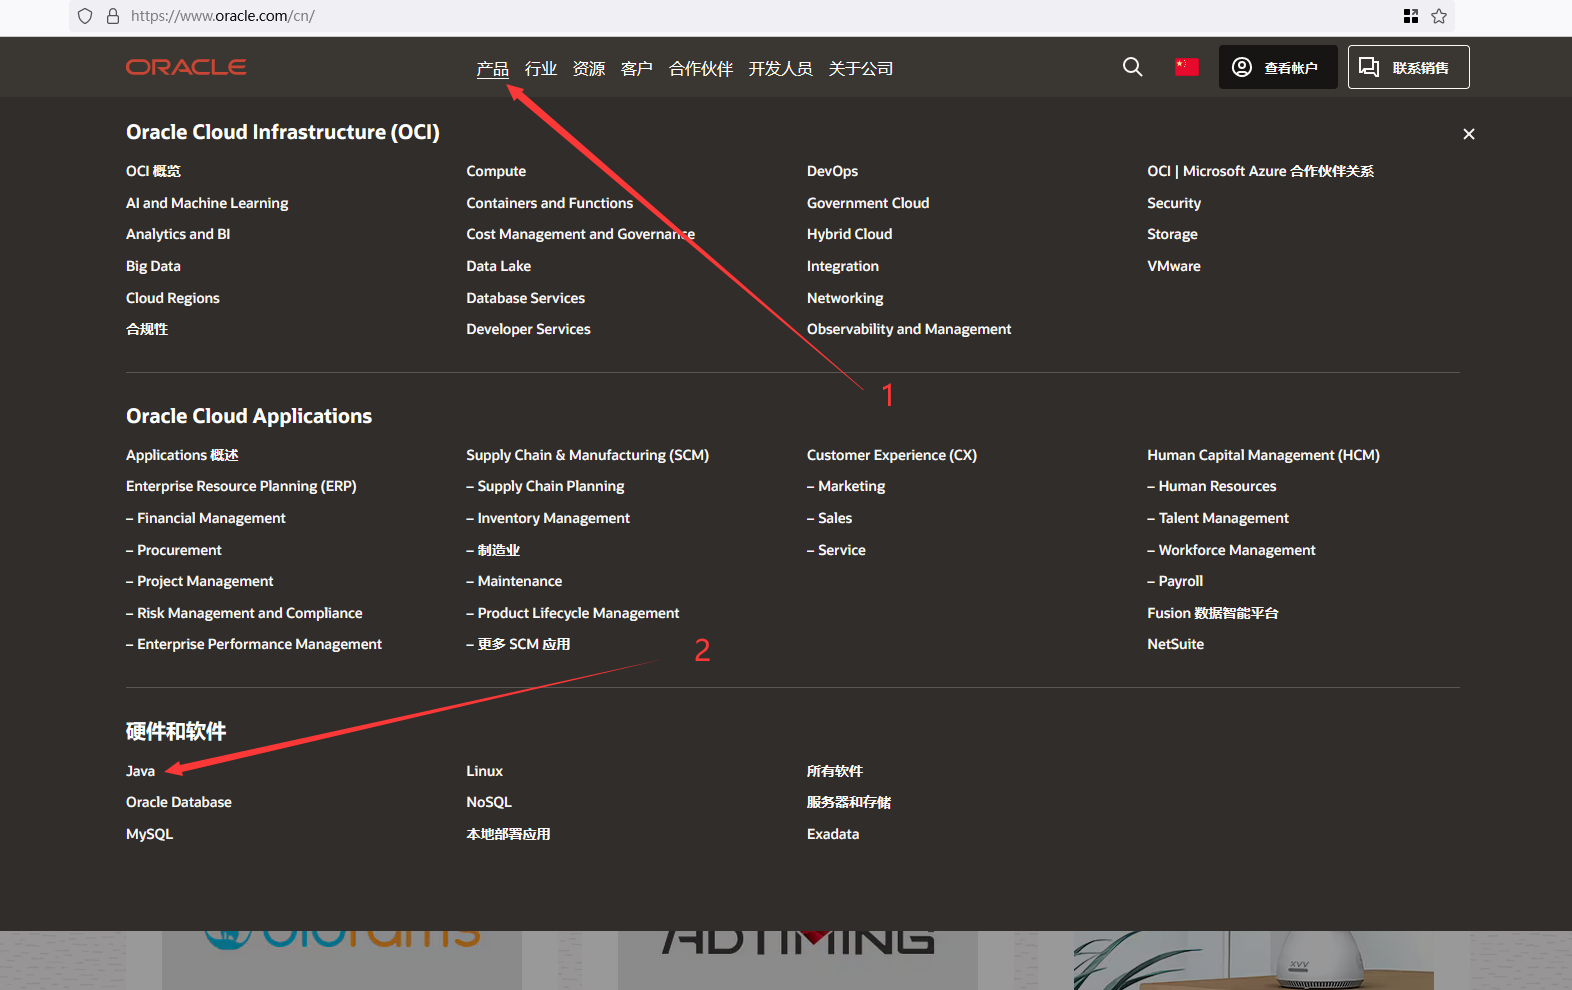 https://www.oracle.com/cn/
ORACLE
产品 行业 资源 客户 合作伙伴 开发人员 关于公司
查看帐户
联系销售
Oracle Cloud Infrastructure (OCI)
OCI 概览
AI and Machine Learning
Analytics and BI
Big Data
Cloud Regions
合规性
Compute
Containers and Functions
Cost Management and Governance
Data Lake
Database Services
Developer Services
DevOps
Government Cloud
Hybrid Cloud
Integration
Networking
Observability and Management
OCI | Microsoft Azure 合作伙伴关系
Security
Storage
VMware
1
Oracle Cloud Applications
Applications 概述
Enterprise Resource Planning (ERP)
– Financial Management
– Procurement
– Project Management
– Risk Management and Compliance
– Enterprise Performance Management
Supply Chain & Manufacturing (SCM)
– Supply Chain Planning
– Inventory Management
– 制造业
– Maintenance
– Product Lifecycle Management
– 更多 SCM 应用
Customer Experience (CX)
– Marketing
– Sales
– Service
Human Capital Management (HCM)
– Human Resources
– Talent Management
– Workforce Management
– Payroll
Fusion 数据智能平台
NetSuite
2
硬件和软件
Java
Oracle Database
MySQL
Linux
NoSQL
本地部署应用
所有软件
服务器和存储
Exadata
ADTIMING